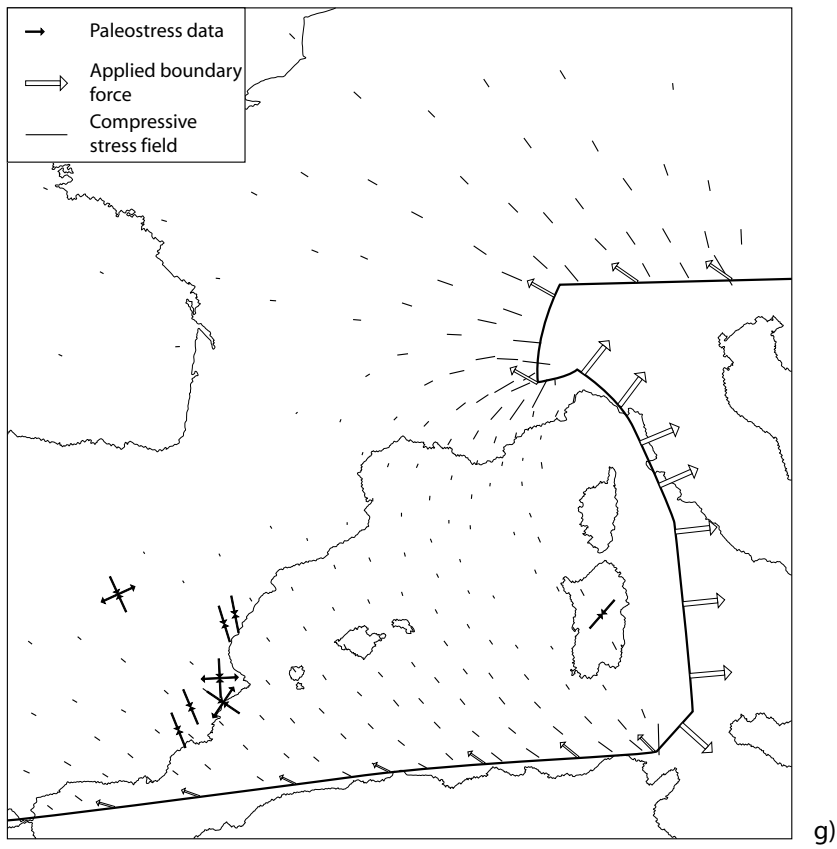 Paleostress data
Applied boundary
force
Compressive
stress field
g)